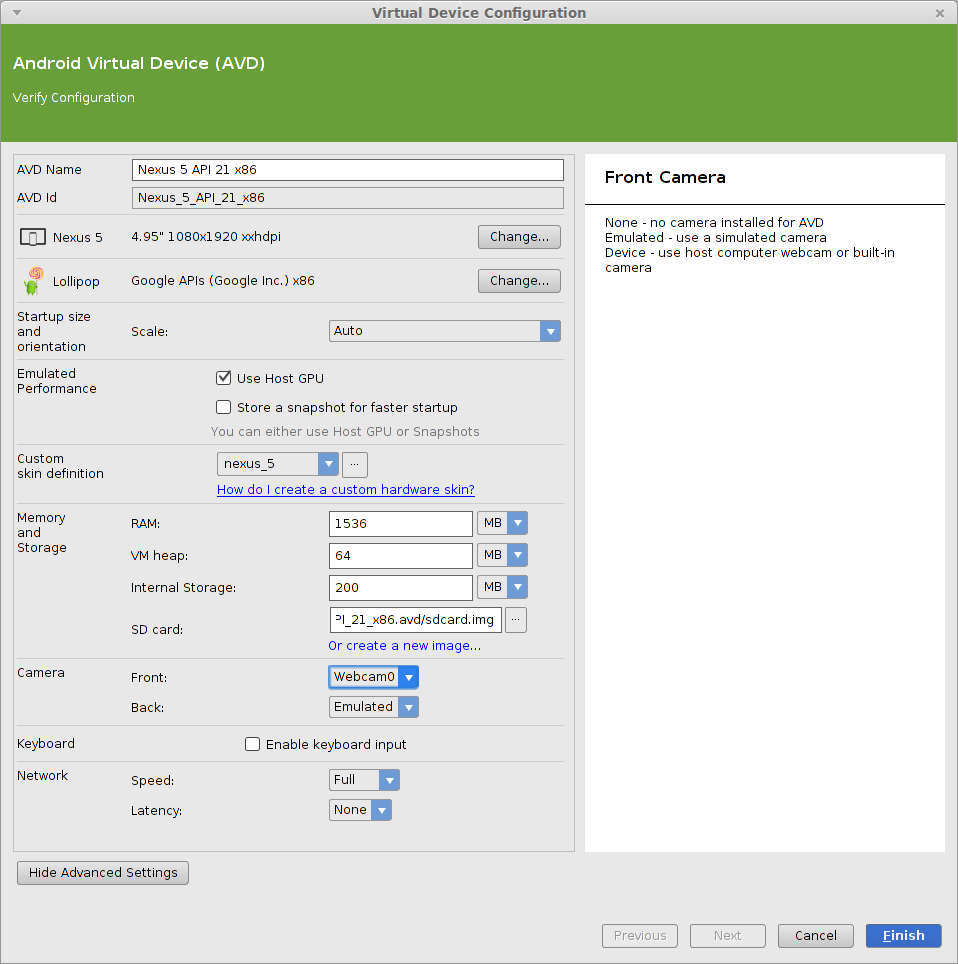 Virtual Device Configuration
Android Virtual Device (AVD)
Verify Configuration
AVD Name
Nexus 5 API 21 x86
AVD Id
Nexus_5_API_21_x86
Nexus 5
4.95" 1080x1920 xxhdpi
Change...
Lollipop
Google APIs (Google Inc.) x86
Change...
Startup size
and
orientation
Scale:
Auto
Emulated
Performance
Use Host GPU
Store a snapshot for faster startup
You can either use Host GPU or Snapshots
Custom
skin definition
nexus_5
...
How do I create a custom hardware skin?
Memory
and
Storage
RAM:
1536
MB
VM heap:
64
MB
Internal Storage:
200
MB
SD card:
PI_21_x86.avd/sdcard.img
...
Or create a new image...
Camera
Front:
Webcam0
Back:
Emulated
Keyboard
Enable keyboard input
Network
Speed:
Full
Latency:
None
Front Camera
None - no camera installed for AVD
Emulated - use a simulated camera
Device - use host computer webcam or built-in
camera
Hide Advanced Settings
Previous
Next
Cancel
Finish